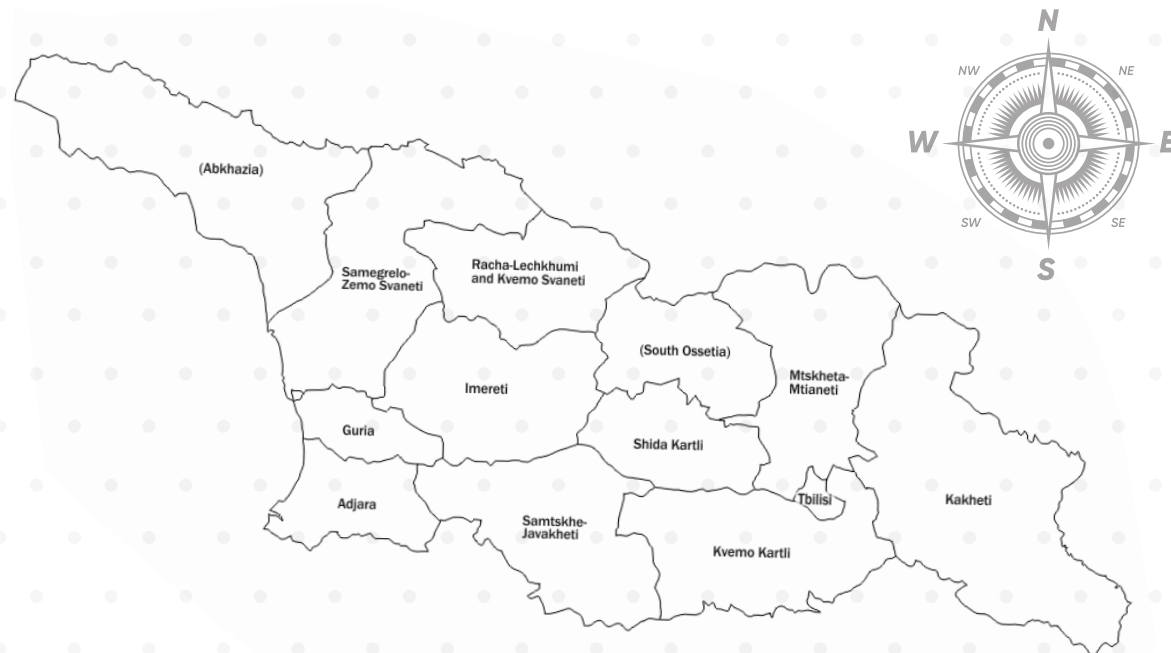 N
NW
NE
W
E
SW
SE
S
(Abkhazia)
Samegrelo-
Zemo Svaneti
Racha-Lechkhumi
and Kvemo Svaneti
(South Ossetia)
Mtskheta-
Mtianeti
Imereti
Guria
Shida Kartli
Adjara
Samtskhe-
Javakheti
Tbilisi
Kakheti
Kvemo Kartli